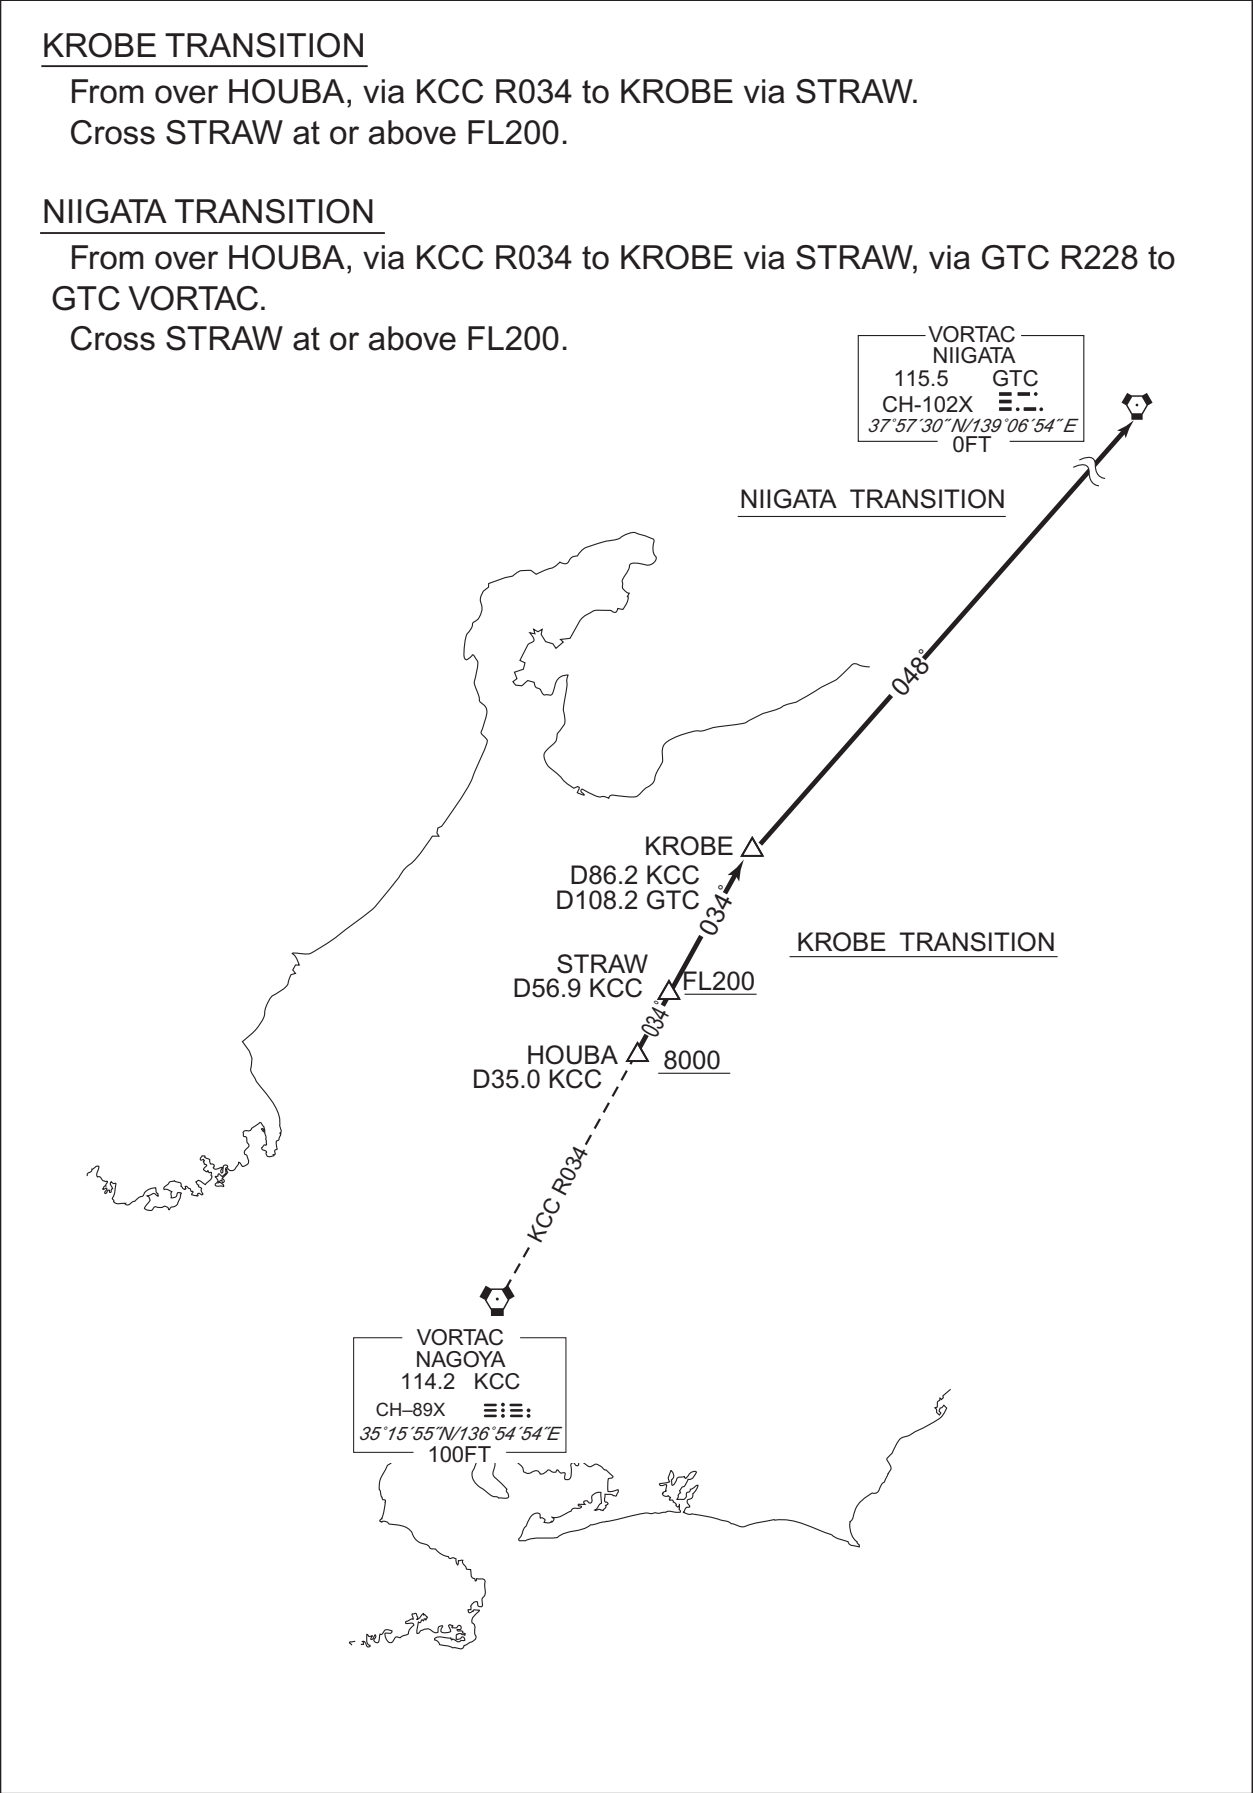 KROBE TRANSITION
From over HOUBA, via KCC R034 to KROBE via STRAW.
Cross STRAW at or above FL200.
NIIGATA TRANSITION
From over HOUBA, via KCC R034 to KROBE via STRAW, via GTC R228 to
GTC VORTAC.
Cross STRAW at or above FL200.
VORTAC
NIIGATA
115.5 GTC
CH-102X
37°57′30″N/139°06′54″E
0FT
NIIGATA TRANSITION
048°
KROBE
D86.2 KCC
D108.2 GTC
034°
KROBE TRANSITION
STRAW
D56.9 KCC
FL200
034°
HOUBA
D35.0 KCC
8000
KCC R034
VORTAC
NAGOYA
114.2 KCC
CH–89X
35°15′55″N/136°54′54″E
100FT